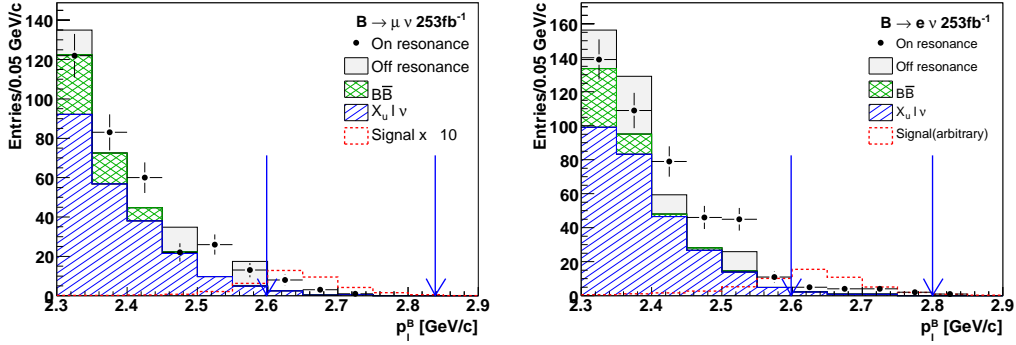 B → μ ν 253fb⁻¹
On resonance
Off resonance
BB̅
X_u l ν
Signal x 10
Entries/0.05 GeV/c
140
120
100
80
60
40
20
0
2.3 2.4 2.5 2.6 2.7 2.8 2.9
p_l^B [GeV/c]
B → e ν 253fb⁻¹
On resonance
Off resonance
BB̅
X_u l ν
Signal(arbitrary)
Entries/0.05 GeV/c
160
140
120
100
80
60
40
20
0
2.3 2.4 2.5 2.6 2.7 2.8 2.9
p_l^B [GeV/c]